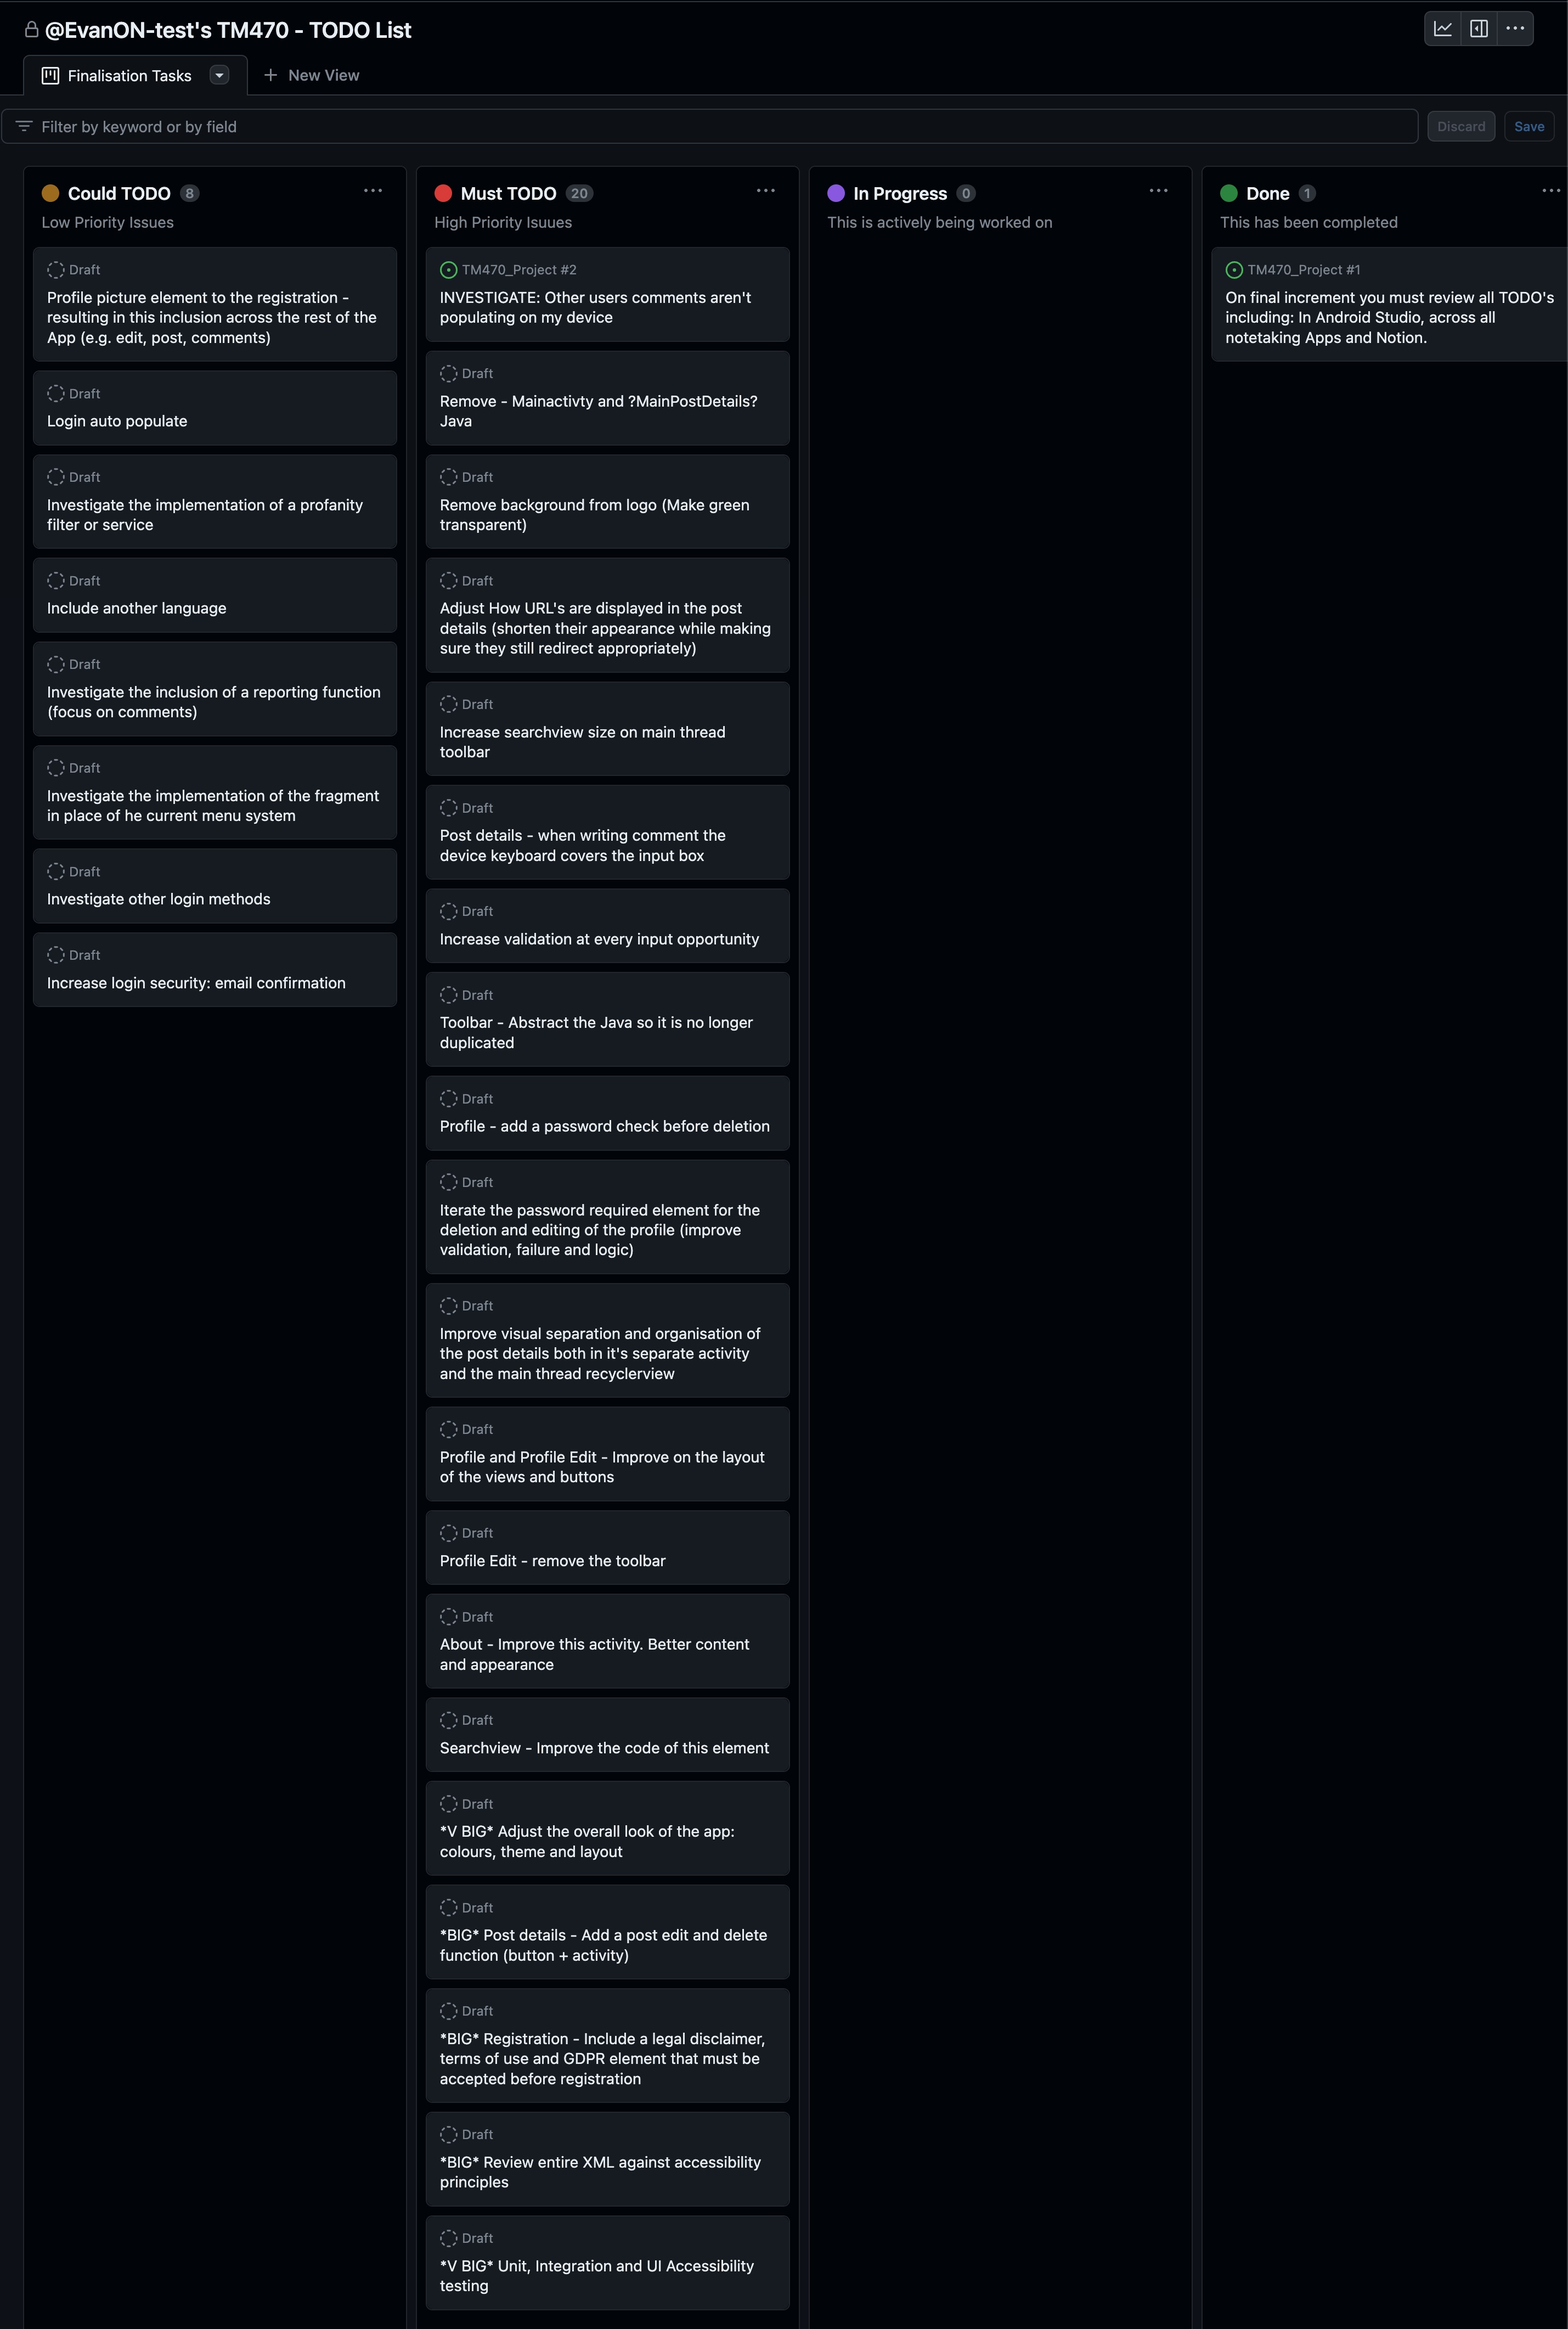 @EvanON-test's TM470 - TODO List
Finalisation Tasks
New View
Filter by keyword or by field
Discard
Save
Could TODO 8
Low Priority Issues
Draft
Profile picture element to the registration -
resulting in this inclusion across the rest of the
App (e.g. edit, post, comments)
Draft
Login auto populate
Draft
Investigate the implementation of a profanity
filter or service
Draft
Include another language
Draft
Investigate the inclusion of a reporting function
(focus on comments)
Draft
Investigate the implementation of the fragment
in place of he current menu system
Draft
Investigate other login methods
Draft
Increase login security: email confirmation
Must TODO 20
High Priority Isuues
TM470_Project #2
INVESTIGATE: Other users comments aren't
populating on my device
Draft
Remove - Mainactivty and ?MainPostDetails?
Java
Draft
Remove background from logo (Make green
transparent)
Draft
Adjust How URL's are displayed in the post
details (shorten their appearance while making
sure they still redirect appropriately)
Draft
Increase searchview size on main thread
toolbar
Draft
Post details - when writing comment the
device keyboard covers the input box
Draft
Increase validation at every input opportunity
Draft
Toolbar - Abstract the Java so it is no longer
duplicated
Draft
Profile - add a password check before deletion
Draft
Iterate the password required element for the
deletion and editing of the profile (improve
validation, failure and logic)
Draft
Improve visual separation and organisation of
the post details both in it's separate activity
and the main thread recyclerview
Draft
Profile and Profile Edit - Improve on the layout
of the views and buttons
Draft
Profile Edit - remove the toolbar
Draft
About - Improve this activity. Better content
and appearance
Draft
Searchview - Improve the code of this element
Draft
*V BIG* Adjust the overall look of the app:
colours, theme and layout
Draft
*BIG* Post details - Add a post edit and delete
function (button + activity)
Draft
*BIG* Registration - Include a legal disclaimer,
terms of use and GDPR element that must be
accepted before registration
Draft
*BIG* Review entire XML against accessibility
principles
Draft
*V BIG* Unit, Integration and UI Accessibility
testing
In Progress 0
This is actively being worked on
Done 1
This has been completed
TM470_Project #1
On final increment you must review all TODO's
including: In Android Studio, across all
notetaking Apps and Notion.